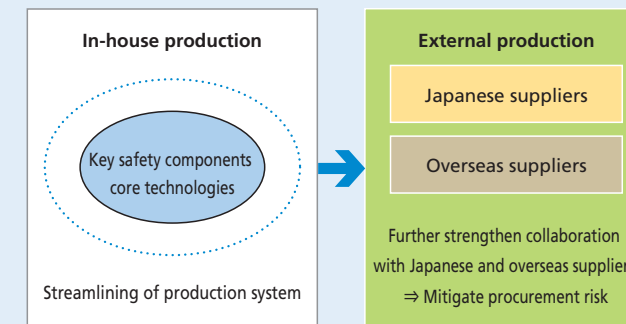 In-house production
Key safety components
core technologies
Streamlining of production system
External production
Japanese suppliers
Overseas suppliers
Further strengthen collaboration
with Japanese and overseas supplier
⇒ Mitigate procurement risk